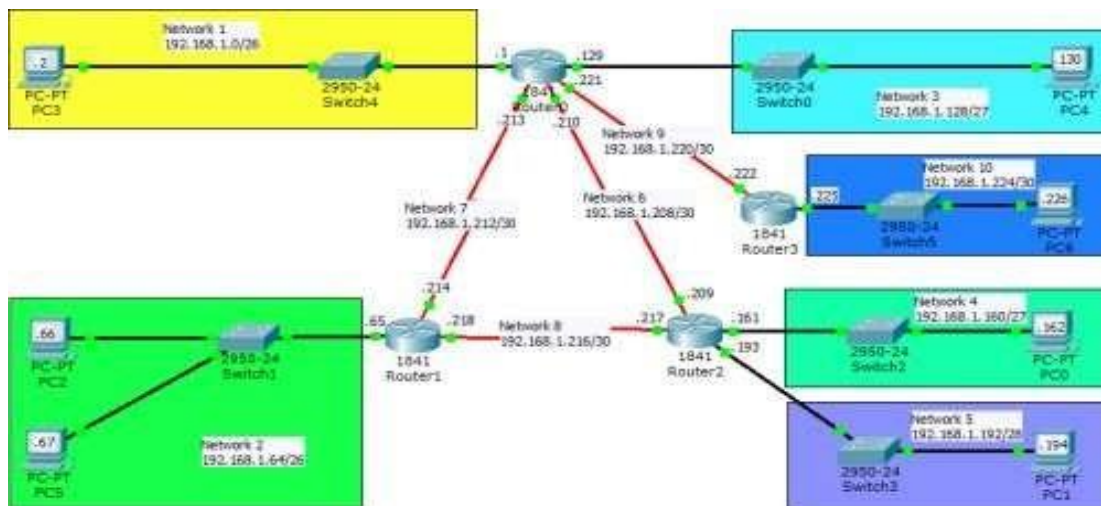 Network 1
192.168.1.0/26
.2
PC-PT
PC3
2950-24
Switch4
.1
.129
.221
184
Router0
.213
.210
2950-24
Switch0
Network 3
192.168.1.128/27
130
PC-PT
PC4
Network 9
192.168.1.220/30
.222
1841
Router3
.225
Network 10
192.168.1.224/30
2950-24
Switch5
.226
PC-PT
Network 7
192.168.1.212/30
Network 6
192.168.1.208/30
.214
.209
.65
.218
1841
Router1
Network 8
192.168.1.216/30
.217
.161
.193
1841
Router2
.66
PC-PT
PC2
2950-24
Switch1
.67
PC-PT
PC5
Network 2
192.168.1.64/26
Network 4
192.168.1.160/27
2950-24
Switch2
.162
PC-PT
PC0
Network 5
192.168.1.192/28
2950-24
Switch3
.194
PC-PT
PC1